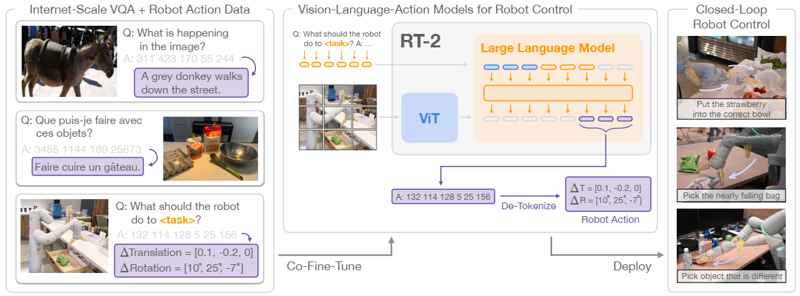 Internet-Scale VQA + Robot Action Data
Q: What is happening
in the image?
A: 311 423 170 55 244
A grey donkey walks
down the street.
Q: Que puis-je faire avec
ces objets?
A: 3455 1144 189 25673
Faire cuire un gâteau.
Q: What should the robot
do to <task>?
A: 132 114 128 5 25 156
ΔTranslation = [0.1, -0.2, 0]
ΔRotation = [10°, 25°, -7°]
Co-Fine-Tune
Vision-Language-Action Models for Robot Control
Q: What should the robot
do to <task>? A: ...
RT-2
Large Language Model
ViT
A: 132 114 128 5 25 156
De-Tokenize
ΔT = [0.1, -0.2, 0]
ΔR = [10°, 25°, -7°]
Robot Action
Deploy
Closed-Loop
Robot Control
Put the strawberry
into the correct bowl
Pick the nearly falling bag
Pick object that is different